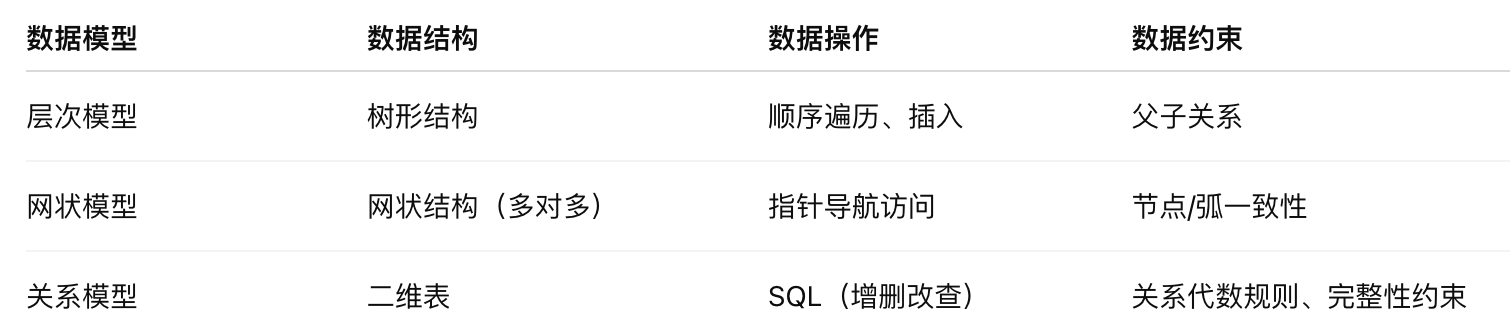 数据模型 数据结构 数据操作 数据约束
层次模型 树形结构 顺序遍历、插入 父子关系
网状模型 网状结构（多对多） 指针导航访问 节点/弧一致性
关系模型 二维表 SQL（增删改查） 关系代数规则、完整性约束